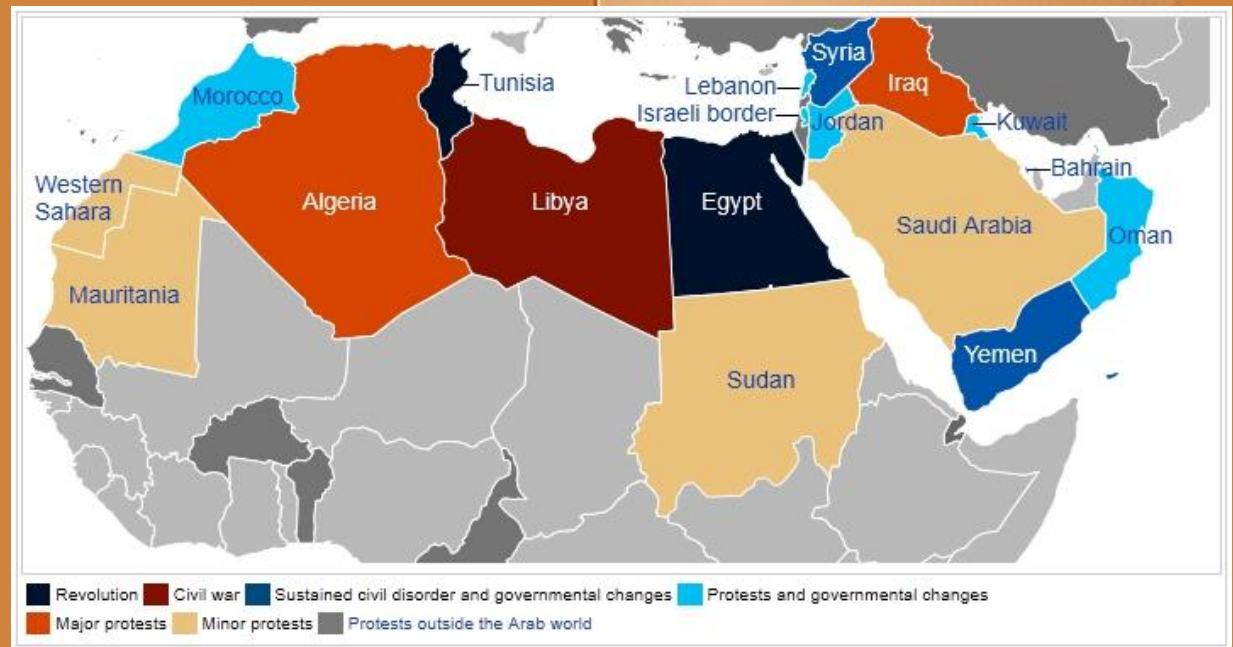 Syria
Tunisia
Lebanon
Iraq
Morocco
Israeli border
Jordan
Kuwait
Bahrain
Western
Sahara
Algeria
Libya
Egypt
Saudi Arabia
Oman
Mauritania
Yemen
Sudan
Revolution Civil war Sustained civil disorder and governmental changes Protests and governmental changes
Major protests Minor protests Protests outside the Arab world